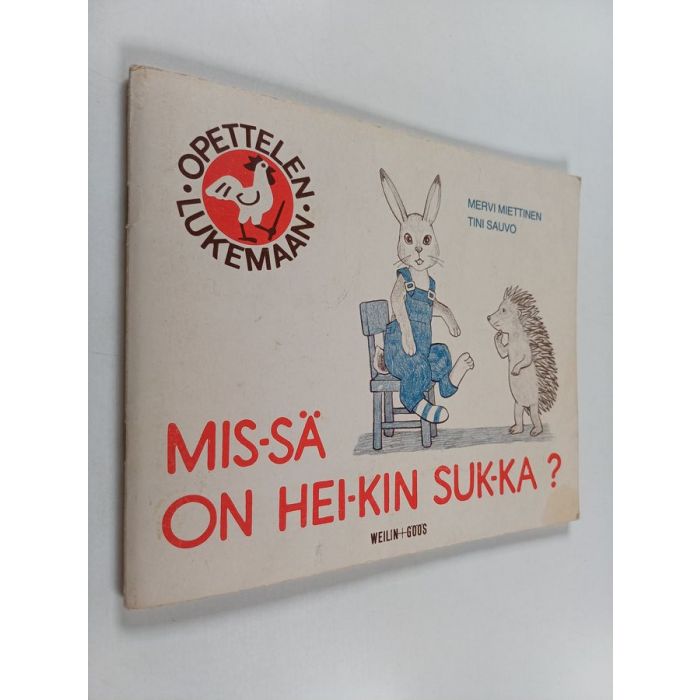 • OPETTELEN •
LUKEMAAN
MERVI MIETTINEN
TINI SAUVO
MIS-SÄ
ON HEI-KIN SUK-KA ?
WEILIN+GÖÖS